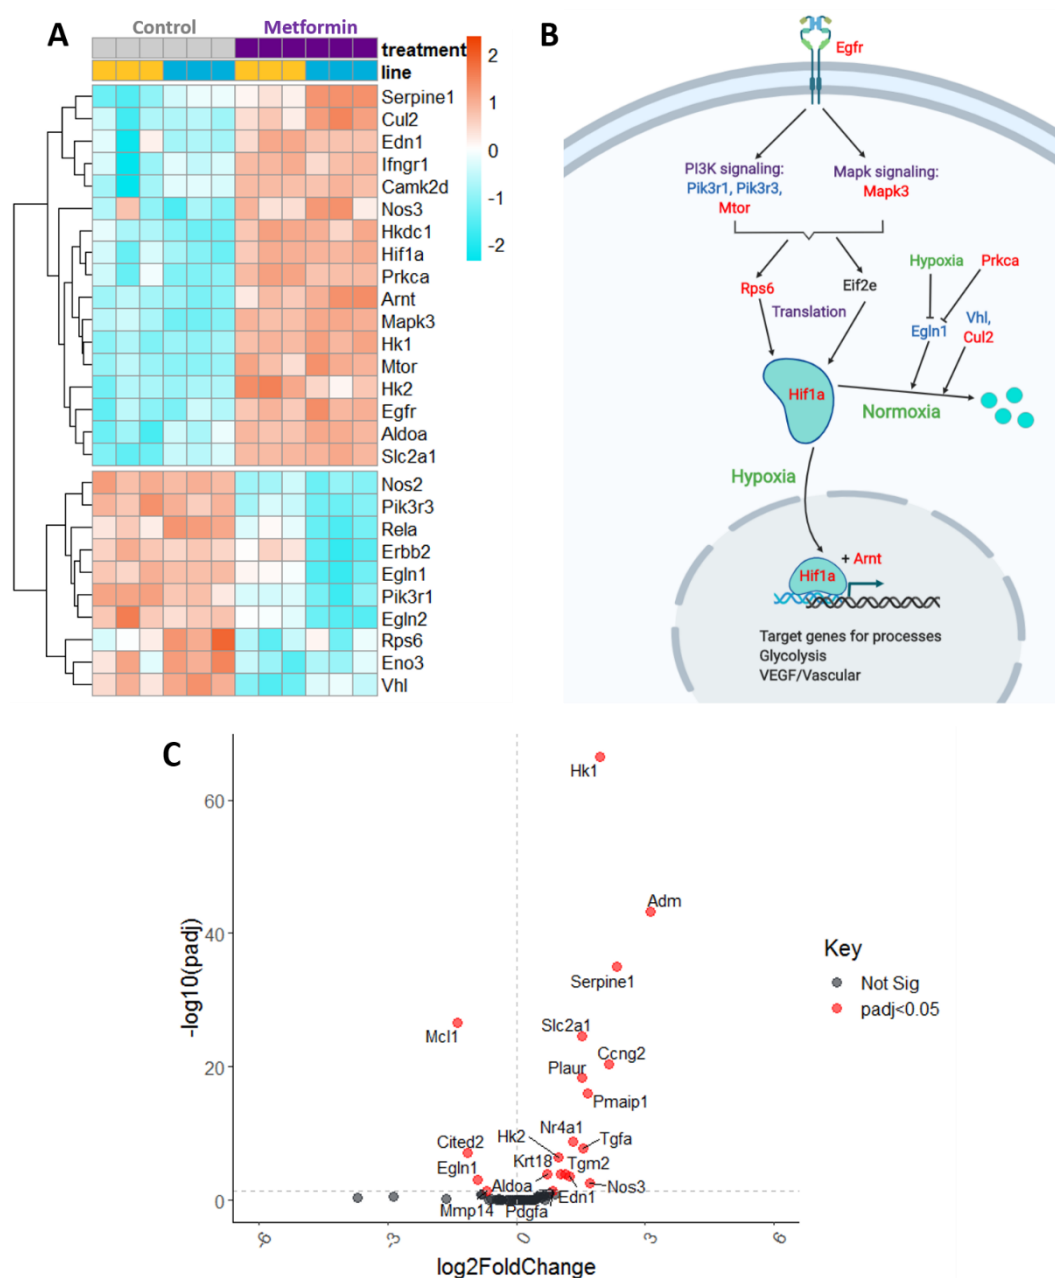 A
Control
Metformin
treatment
line
2
1
0
-1
-2
Serpine1
Cul2
Edn1
Ifngr1
Camk2d
Nos3
Hkdc1
Hif1a
Prkca
Arnt
Mapk3
Hk1
Mtor
Hk2
Egfr
Aldoa
Slc2a1
Nos2
Pik3r3
Rela
Erbb2
Egln1
Pik3r1
Egln2
Rps6
Eno3
Vhl
B
Egfr
PI3K signaling:
Pik3r1, Pik3r3,
Mtor
Mapk signaling:
Mapk3
Rps6
Eif2e
Translation
Hypoxia
Prkca
Egln1
Vhl,
Cul2
Hif1a
Normoxia
Hypoxia
+ Arnt
Hif1a
Target genes for processes
Glycolysis
VEGF/Vascular
C
-log10(padj)
60
40
20
0
Hk1
Adm
Serpine1
Mcl1
Slc2a1
Ccng2
Plaur
Pmaip1
Nr4a1
Hk2
Tgfa
Cited2
Krt18
Tgm2
Egln1
Aldoa
Nos3
Edn1
Mmp14
Pdgfa
-6
-3
0
3
6
log2FoldChange
Key
Not Sig
padj<0.05